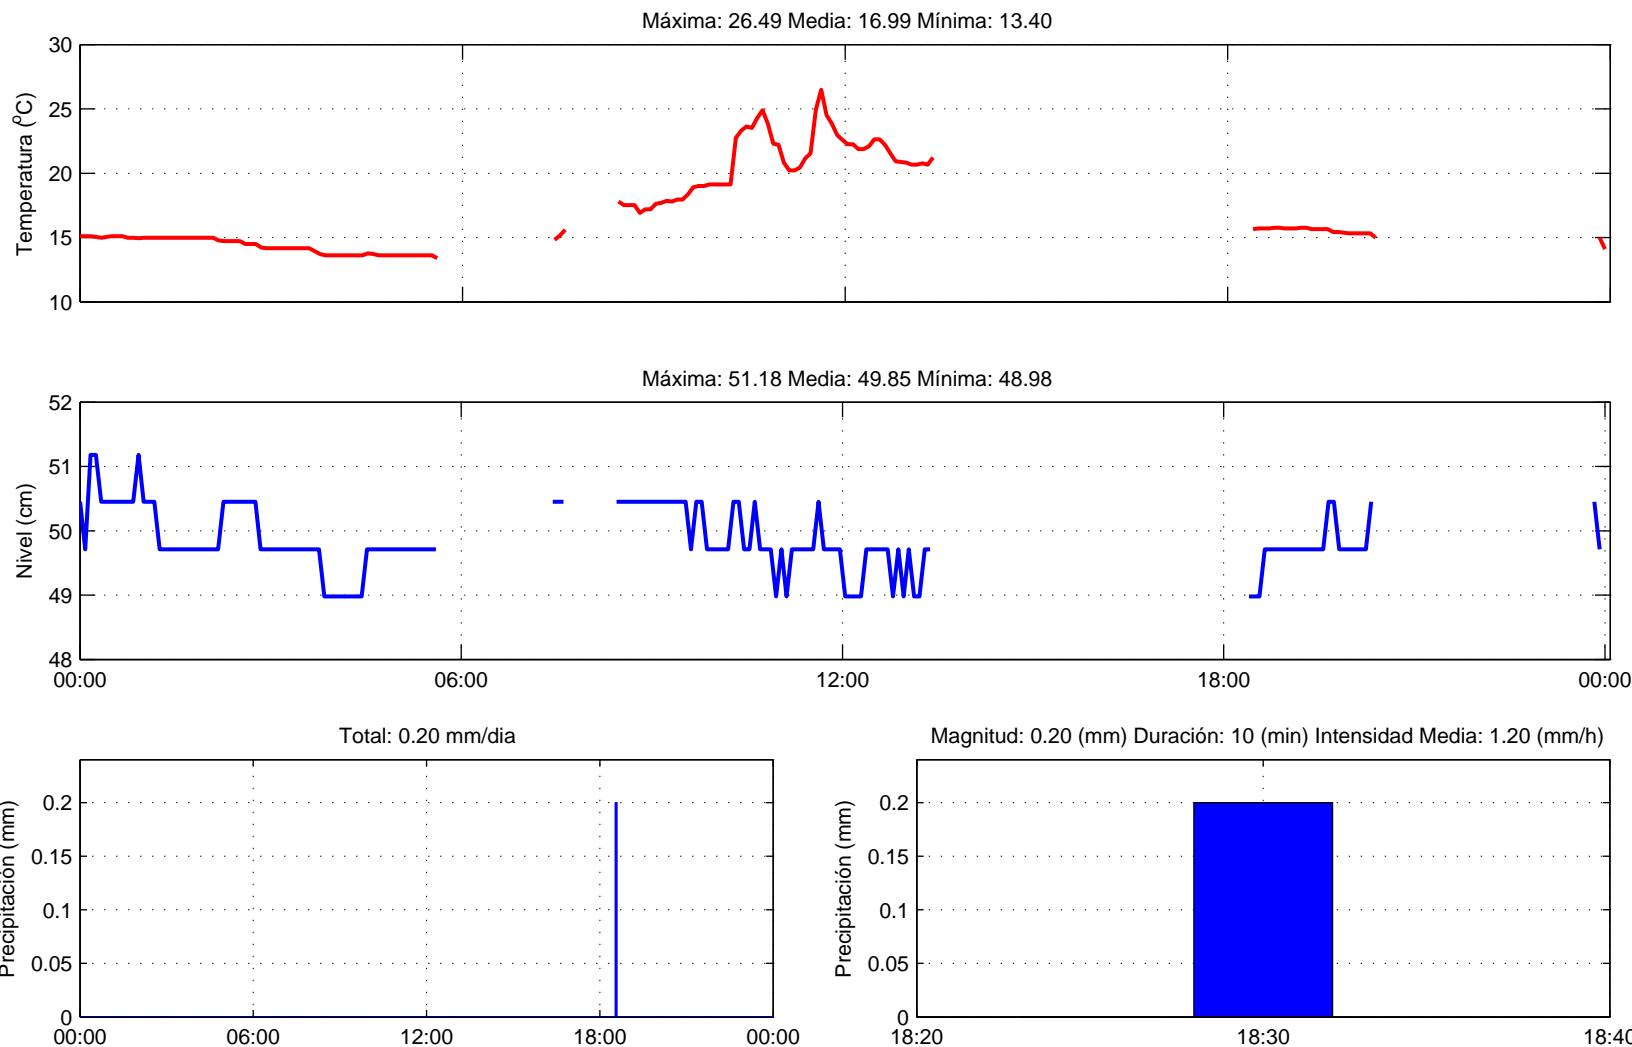 Máxima: 26.49 Media: 16.99 Mínima: 13.40
Temperatura (ºC)
30
25
20
15
10
Máxima: 51.18 Media: 49.85 Mínima: 48.98
Nivel (cm)
52
51
50
49
48
00:00 06:00 12:00 18:00 00:00
Total: 0.20 mm/dia
Precipitación (mm)
0.2
0.15
0.1
0.05
0
00:00 06:00 12:00 18:00 00:00
Magnitud: 0.20 (mm) Duración: 10 (min) Intensidad Media: 1.20 (mm/h)
Precipitación (mm)
0.2
0.15
0.1
0.05
0
18:20 18:30 18:40